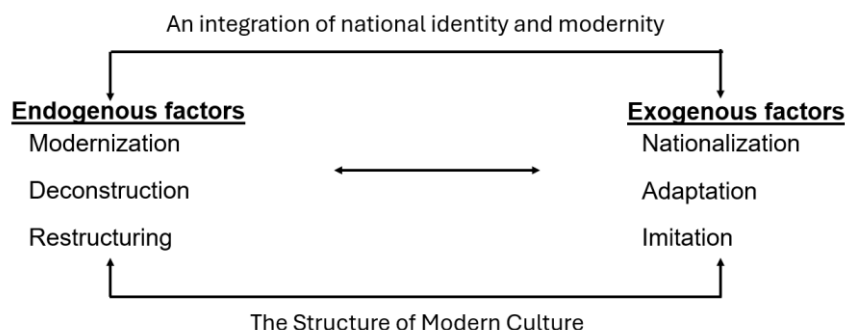 An integration of national identity and modernity
Endogenous factors
Exogenous factors
Modernization
Nationalization
Deconstruction
Adaptation
Restructuring
Imitation
The Structure of Modern Culture